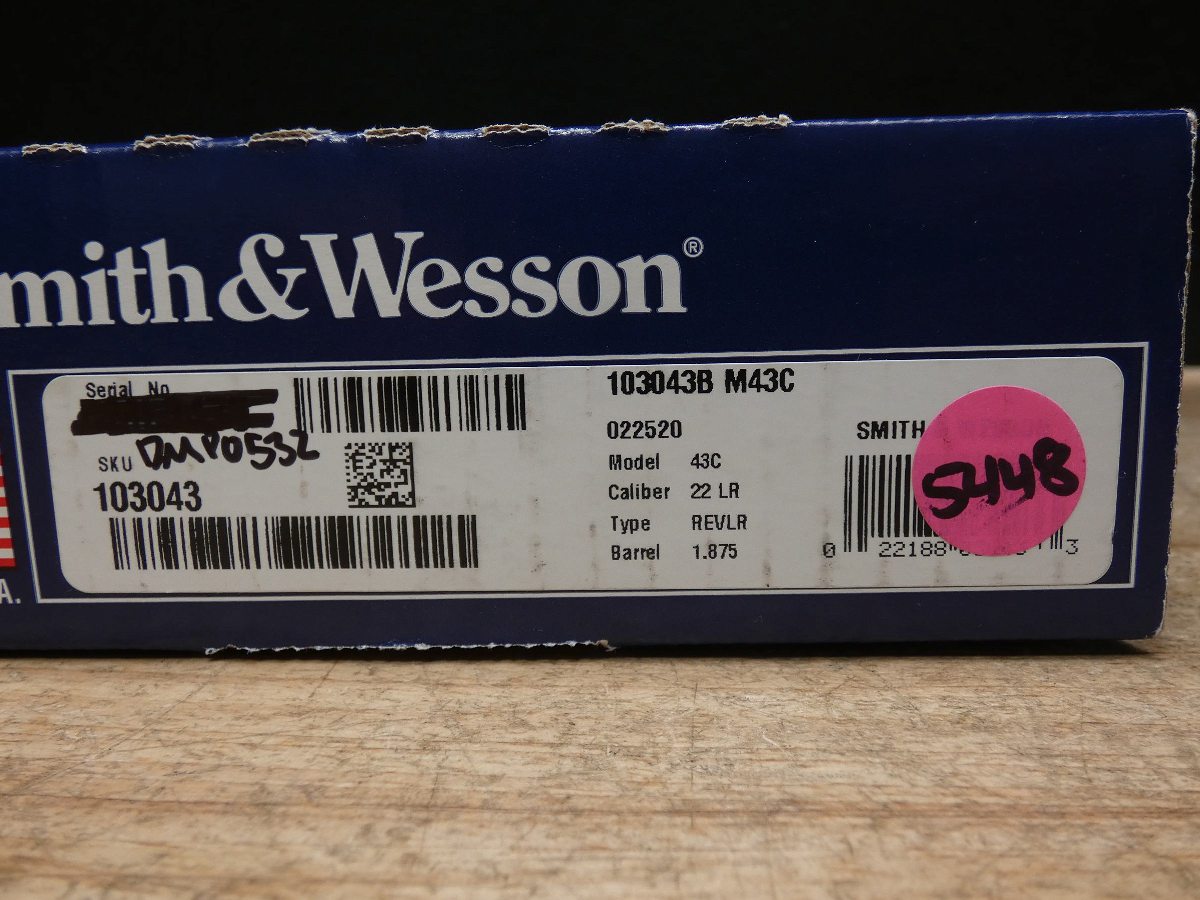 mith&Wesson®
Serial No
DMP0532
SKU
103043
103043B M43C
022520
Model 43C
Caliber 22 LR
Type REVLR
Barrel 1.875
SMITH
5448
0 22188 3
A.